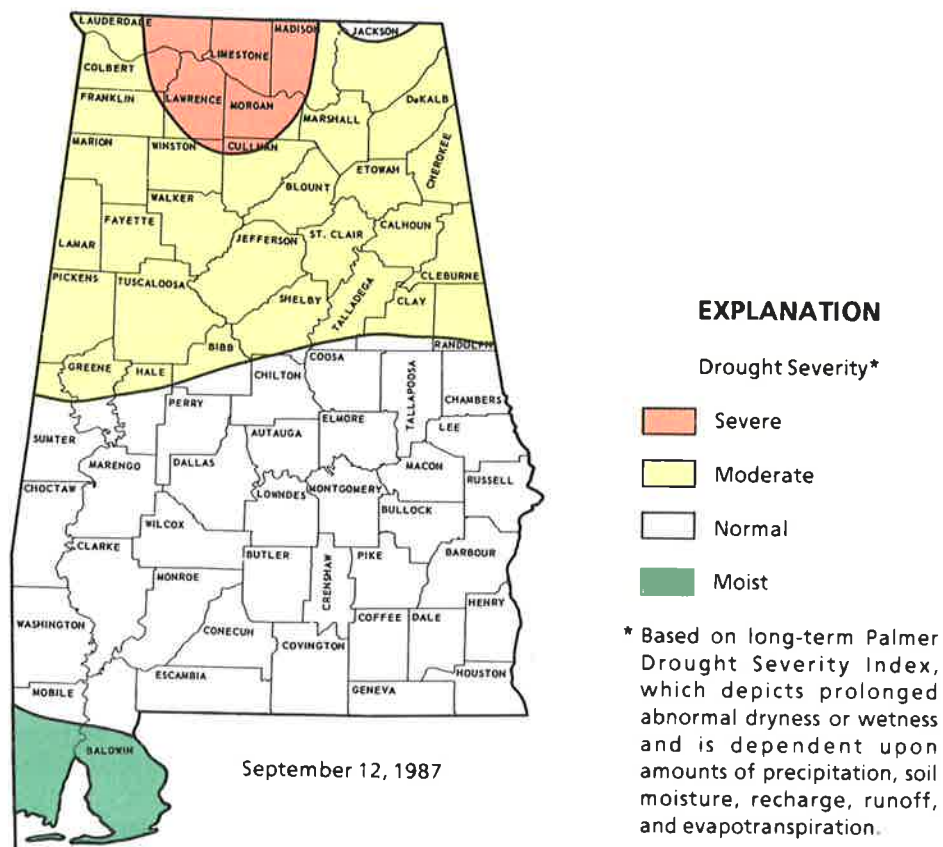 LAUDERDALE
MADISON
JACKSON
LIMESTONE
COLBERT
FRANKLIN
LAWRENCE
MORGAN
DeKALB
MARSHALL
MARION
WINSTON
CULLMAN
CHEROKEE
ETOWAH
BLOUNT
WALKER
FAYETTE
LAMAR
JEFFERSON
ST. CLAIR
CALHOUN
PICKENS
TUSCALOOSA
CLEBURNE
SHELBY
TALLADEGA
CLAY
BIBB
RANDOLPH
GREENE
HALE
COOSA
CHILTON
TALLAPOOSA
CHAMBERS
PERRY
ELMORE
LEE
AUTAUGA
SUMTER
MARENGO
DALLAS
MACON
RUSSELL
CHOCTAW
LOWNDES
MONTGOMERY
BULLOCK
WILCOX
CLARKE
BUTLER
CRENSHAW
PIKE
BARBOUR
MONROE
HENRY
WASHINGTON
CONECUH
COFFEE
DALE
COVINGTON
ESCAMBIA
HOUSTON
GENEVA
MOBILE
BALDWIN
September 12, 1987
EXPLANATION
Drought Severity*
Severe
Moderate
Normal
Moist
* Based on long-term Palmer
Drought Severity Index,
which depicts prolonged
abnormal dryness or wetness
and is dependent upon
amounts of precipitation, soil
moisture, recharge, runoff,
and evapotranspiration.